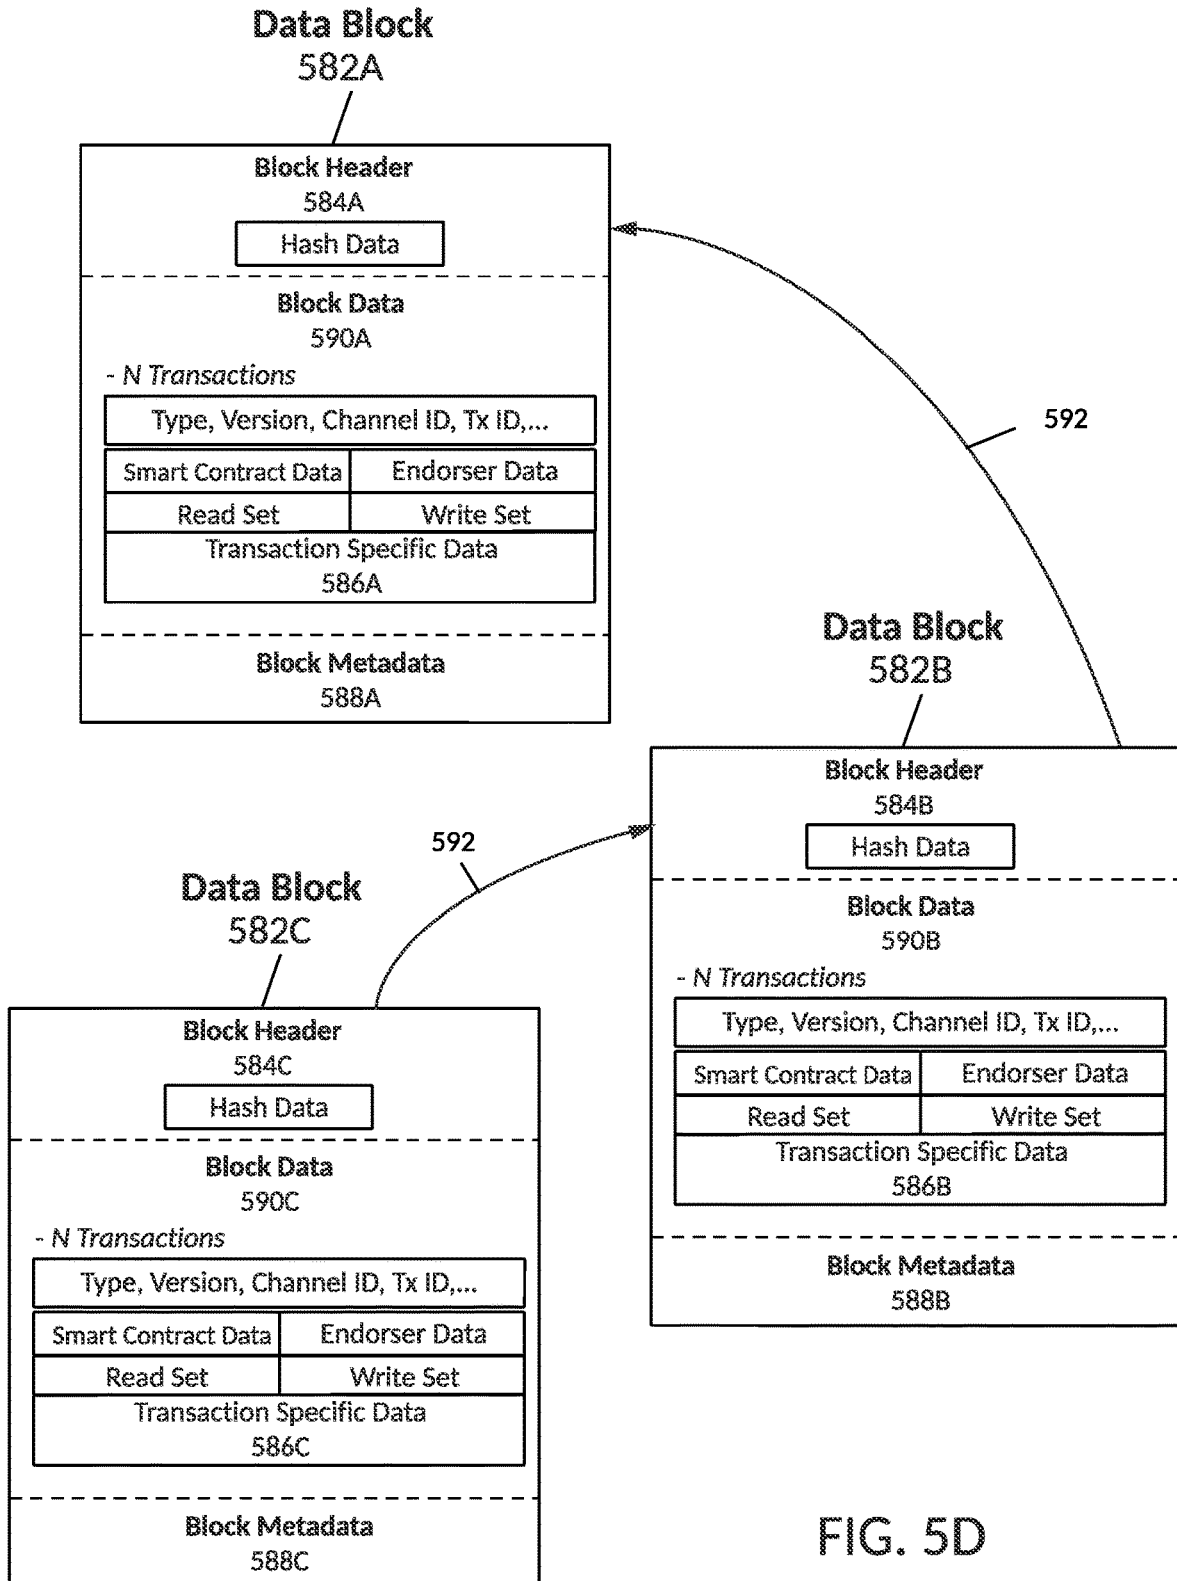 Data Block
582A
Block Header
584A
Hash Data
Block Data
590A
- N Transactions
Type, Version, Channel ID, Tx ID,...
Smart Contract Data
Endorser Data
Read Set
Write Set
Transaction Specific Data
586A
Block Metadata
588A
592
Data Block
582B
Block Header
584B
Hash Data
Block Data
590B
- N Transactions
Type, Version, Channel ID, Tx ID,...
Smart Contract Data
Endorser Data
Read Set
Write Set
Transaction Specific Data
586B
Block Metadata
588B
592
Data Block
582C
Block Header
584C
Hash Data
Block Data
590C
- N Transactions
Type, Version, Channel ID, Tx ID,...
Smart Contract Data
Endorser Data
Read Set
Write Set
Transaction Specific Data
586C
Block Metadata
588C
FIG. 5D